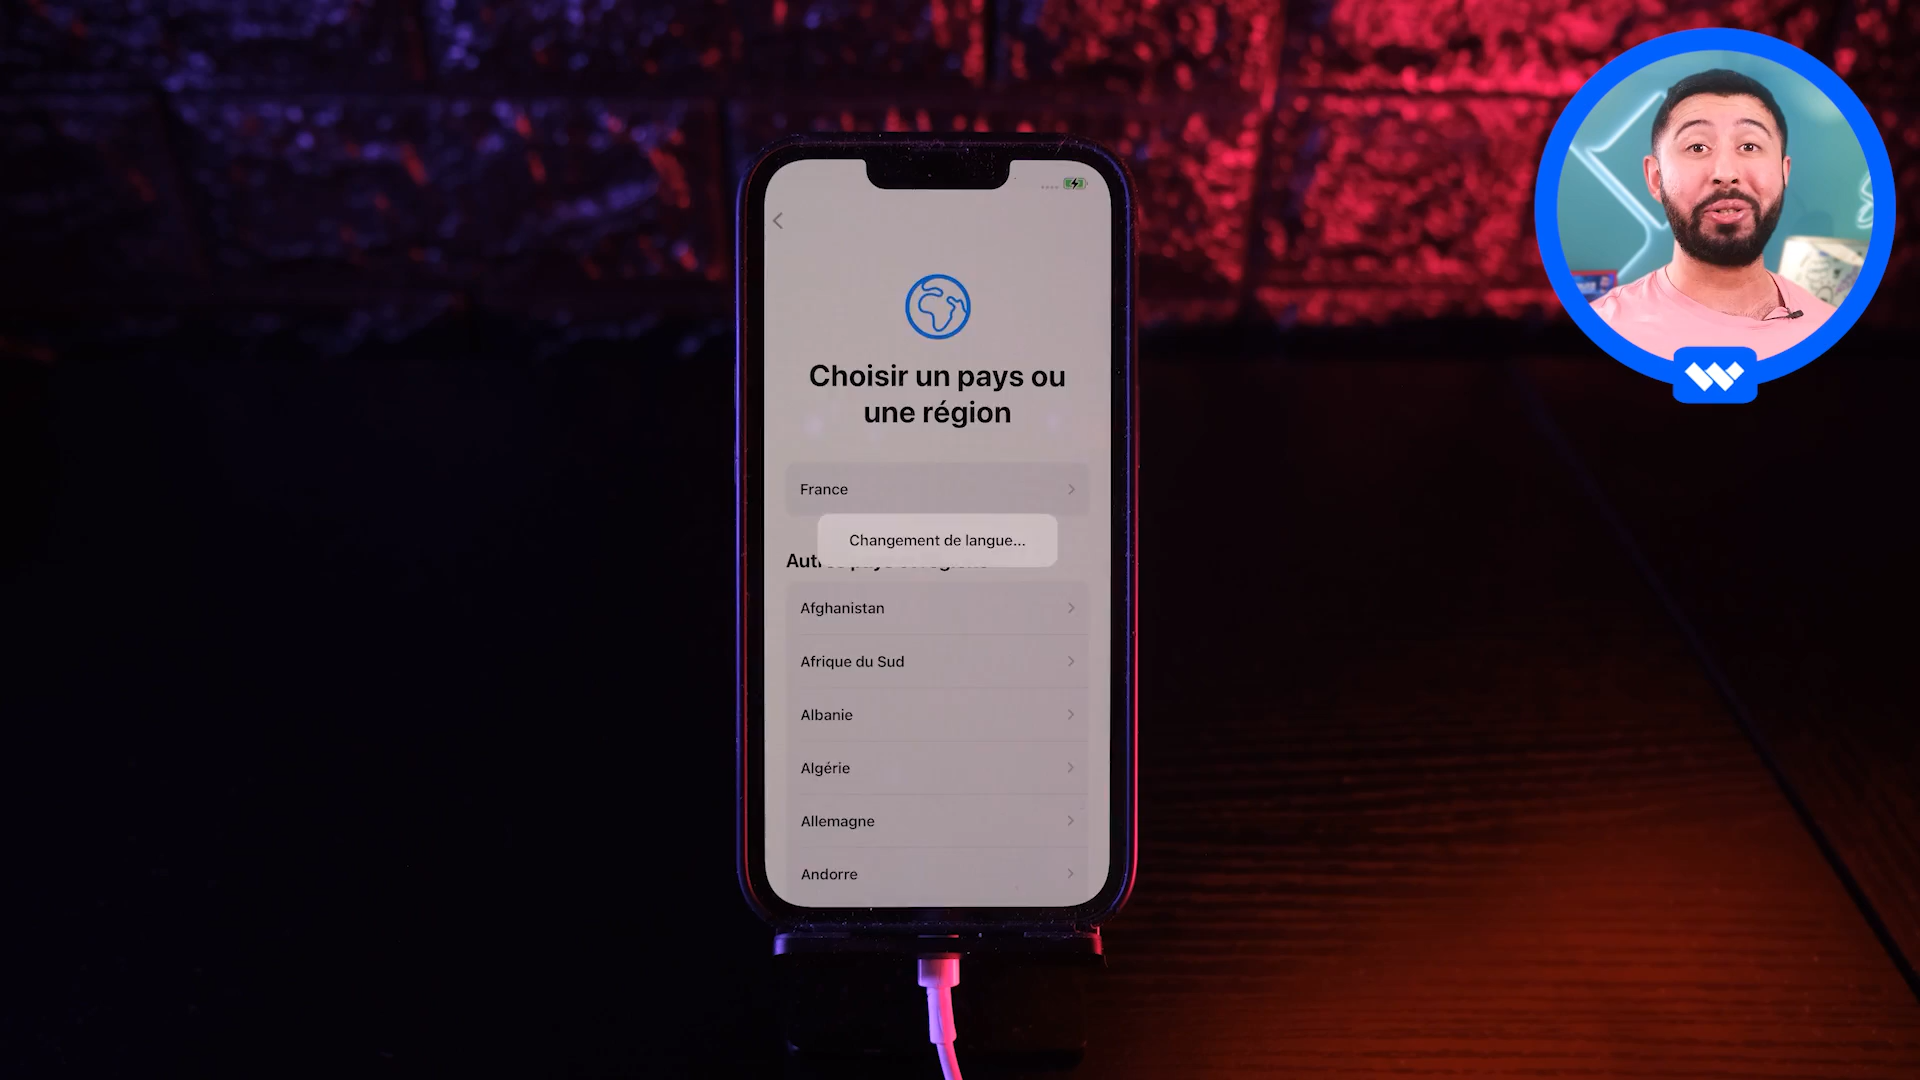 Choisir un pays ou
une région
France
Changement de langue...
Afghanistan
Afrique du Sud
Albanie
Algérie
Allemagne
Andorre